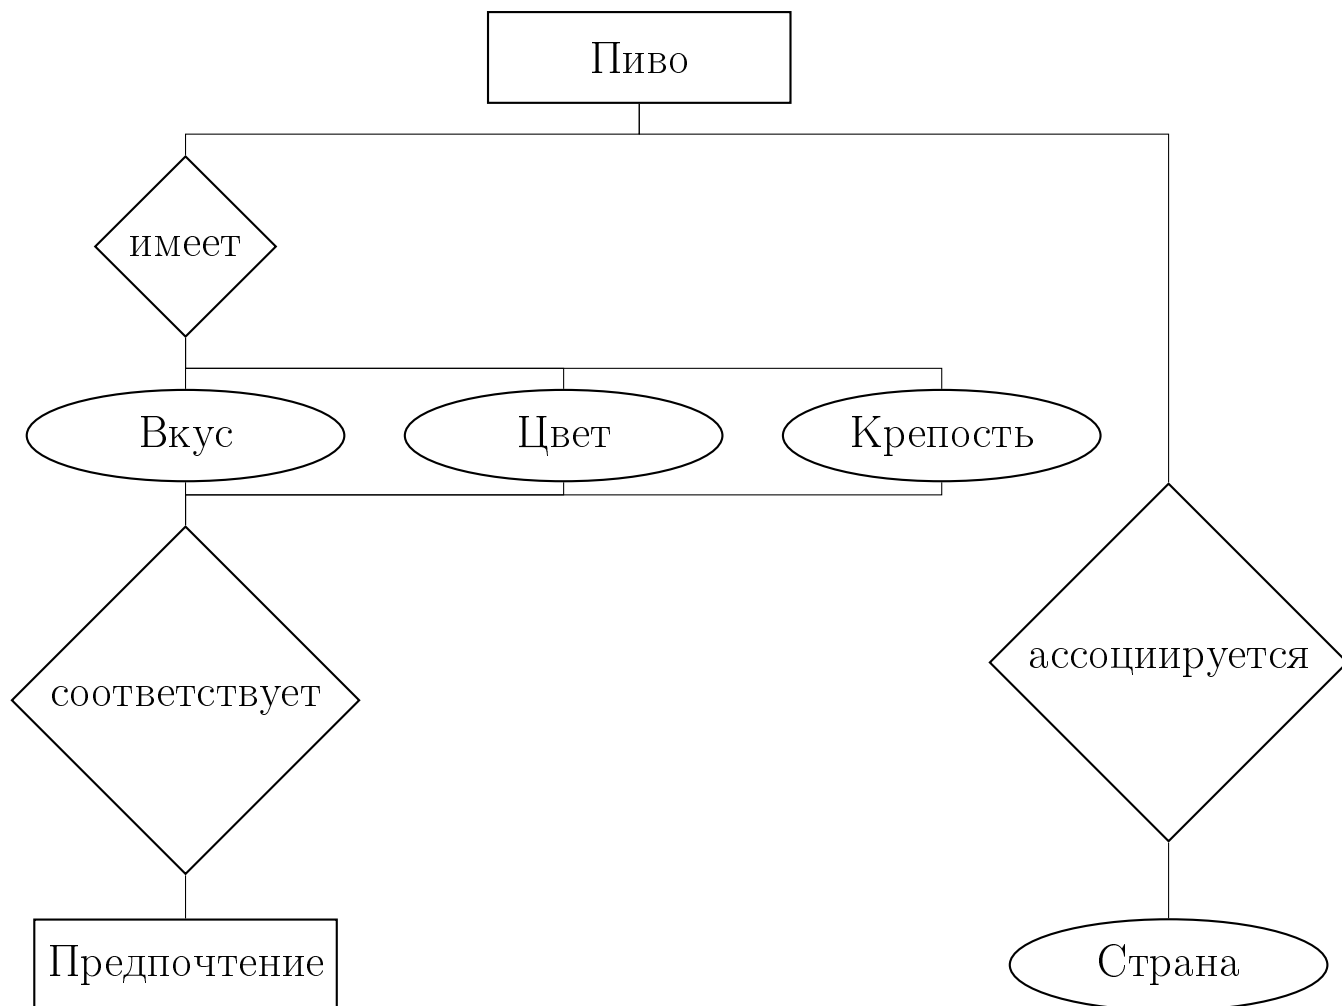 Пиво
имеет
Вкус
Цвет
Крепость
соответствует
ассоциируется
Предпочтение
Страна